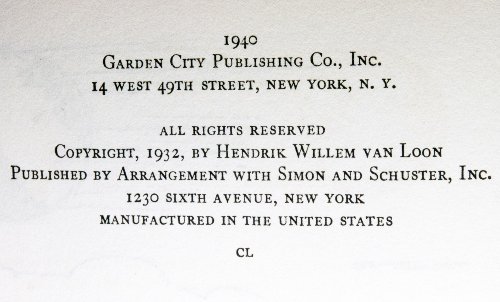 1940
Garden City Publishing Co., Inc.
14 WEST 49TH STREET, NEW YORK, N. Y.
ALL RIGHTS RESERVED
Copyright, 1932, by Hendrik Willem van Loon
Published by Arrangement with Simon and Schuster, Inc.
1230 SIXTH AVENUE, NEW YORK
MANUFACTURED IN THE UNITED STATES
CL